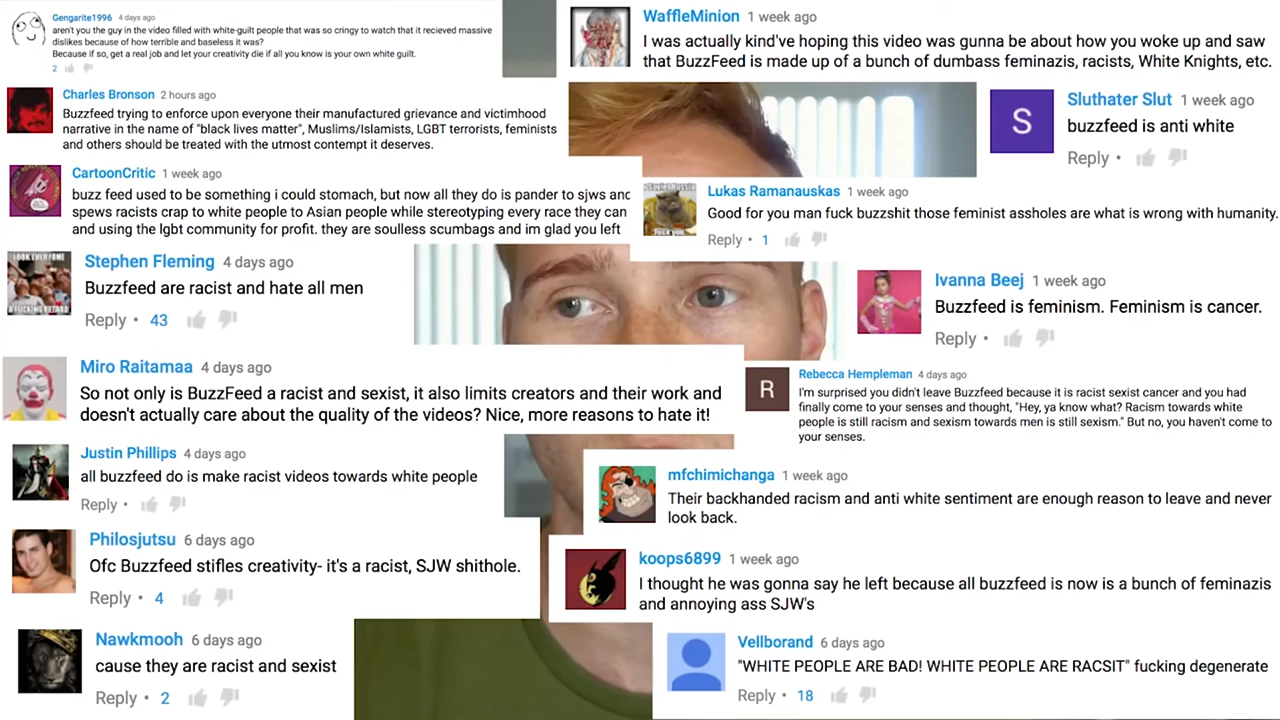 Gengarite1996 4 days ago
aren't you the guy in the video filled with white-guilt people that was so cringy to watch that it recieved massive
dislikes because of how terrible and baseless it was?
Because if so, get a real job and let your creativity die if all you know is your own white guilt.
2
Charles Bronson 2 hours ago
Buzzfeed trying to enforce upon everyone their manufactured grievance and victimhood
narrative in the name of "black lives matter", Muslims/Islamists, LGBT terrorists, feminists
and others should be treated with the utmost contempt it deserves.
CartoonCritic 1 week ago
buzz feed used to be something i could stomach, but now all they do is pander to sjws and
spews racists crap to white people to Asian people while stereotyping every race they can
and using the lgbt community for profit. they are soulless scumbags and im glad you left
LOOK EVERYONE
A FUCKING RETARD
Stephen Fleming 4 days ago
Buzzfeed are racist and hate all men
Reply • 43
Miro Raitamaa 4 days ago
So not only is BuzzFeed a racist and sexist, it also limits creators and their work and
doesn't actually care about the quality of the videos? Nice, more reasons to hate it!
Justin Phillips 4 days ago
all buzzfeed do is make racist videos towards white people
Reply •
Philosjutsu 6 days ago
Ofc Buzzfeed stifles creativity- it's a racist, SJW shithole.
Reply • 4
Nawkmooh 6 days ago
cause they are racist and sexist
Reply • 2
WaffleMinion 1 week ago
I was actually kind've hoping this video was gunna be about how you woke up and saw
that BuzzFeed is made up of a bunch of dumbass feminazis, racists, White Knights, etc.
S
Sluthater Slut 1 week ago
buzzfeed is anti white
Reply •
Lukas Ramanauskas 1 week ago
Good for you man fuck buzzshit those feminist assholes are what is wrong with humanity.
Reply • 1
Ivanna Beej 1 week ago
Buzzfeed is feminism. Feminism is cancer.
Reply •
R
Rebecca Hempleman 4 days ago
I'm surprised you didn't leave Buzzfeed because it is racist sexist cancer and you had
finally come to your senses and thought, "Hey, ya know what? Racism towards white
people is still racism and sexism towards men is still sexism." But no, you haven't come to
your senses.
mfchimichanga 1 week ago
Their backhanded racism and anti white sentiment are enough reason to leave and never
look back.
koops6899 1 week ago
I thought he was gonna say he left because all buzzfeed is now is a bunch of feminazis
and annoying ass SJW's
Vellborand 6 days ago
"WHITE PEOPLE ARE BAD! WHITE PEOPLE ARE RACSIT" fucking degenerate
Reply • 18